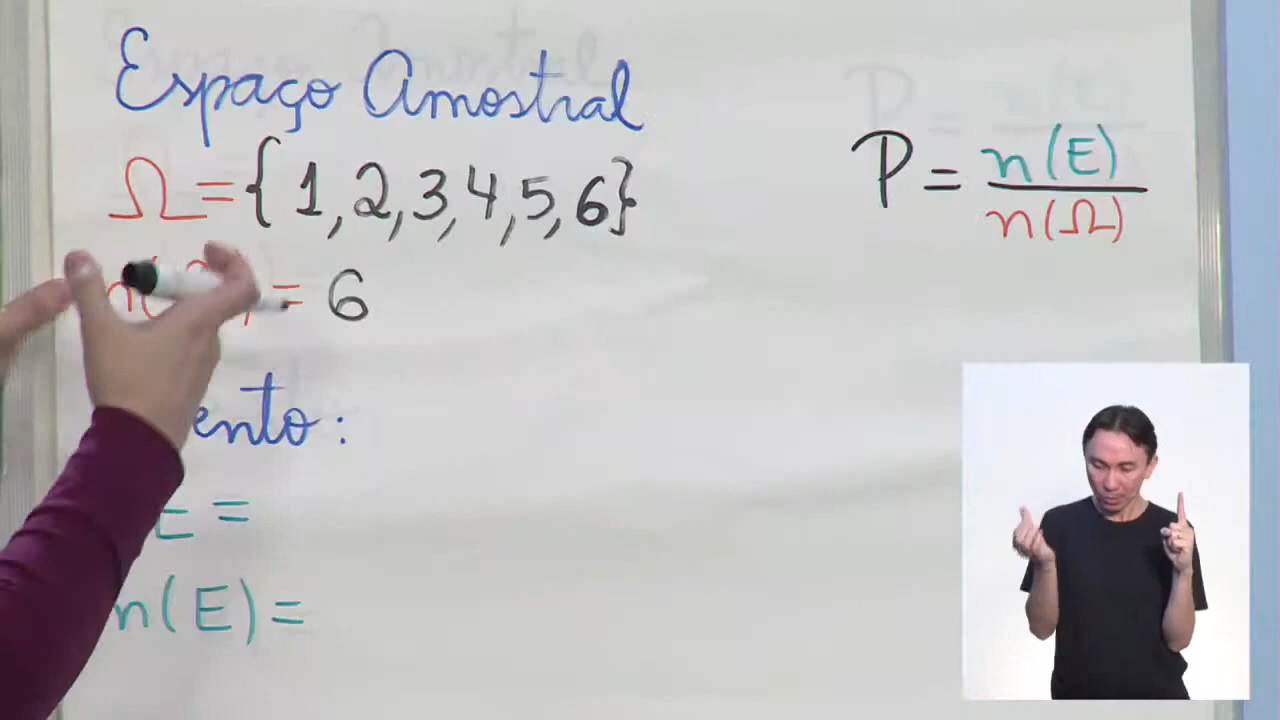 Espaço Amostral
Ω = {1, 2, 3, 4, 5, 6}
P = n(E) / n(Ω)
= 6
ento:
E =
n(E) =